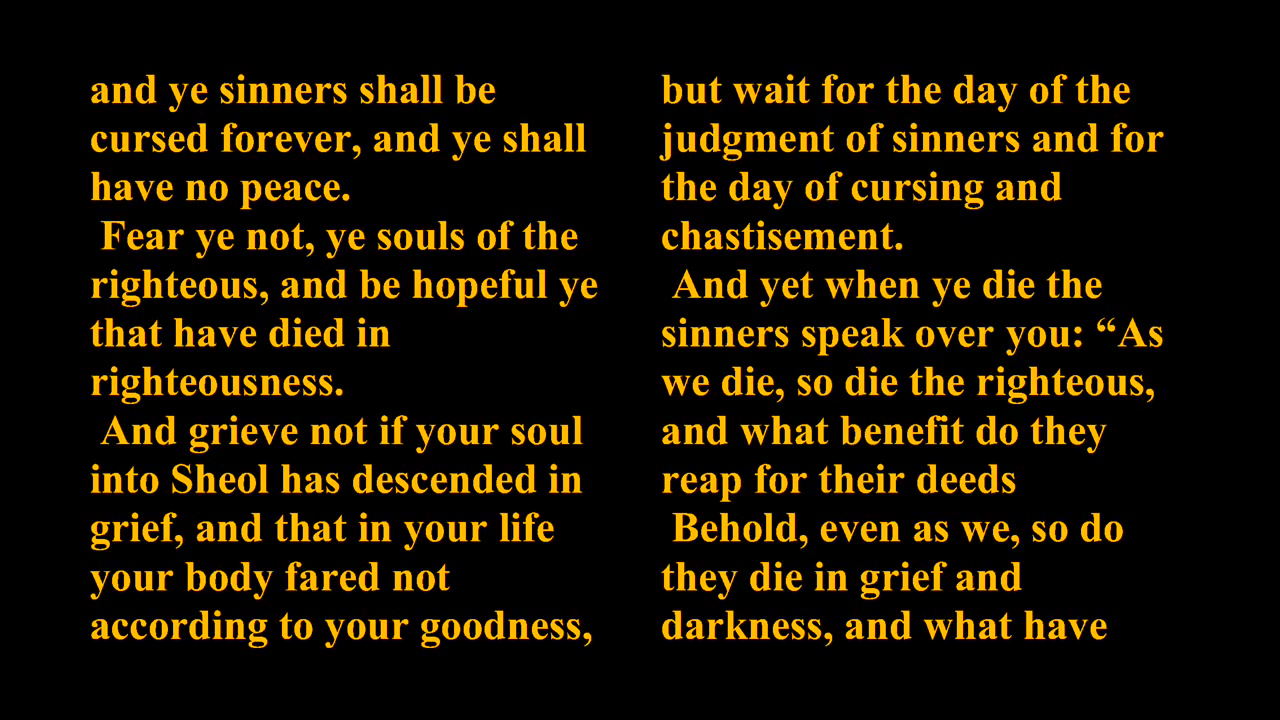 and ye sinners shall be
cursed forever, and ye shall
have no peace.
Fear ye not, ye souls of the
righteous, and be hopeful ye
that have died in
righteousness.
And grieve not if your soul
into Sheol has descended in
grief, and that in your life
your body fared not
according to your goodness,
but wait for the day of the
judgment of sinners and for
the day of cursing and
chastisement.
And yet when ye die the
sinners speak over you: “As
we die, so die the righteous,
and what benefit do they
reap for their deeds
Behold, even as we, so do
they die in grief and
darkness, and what have